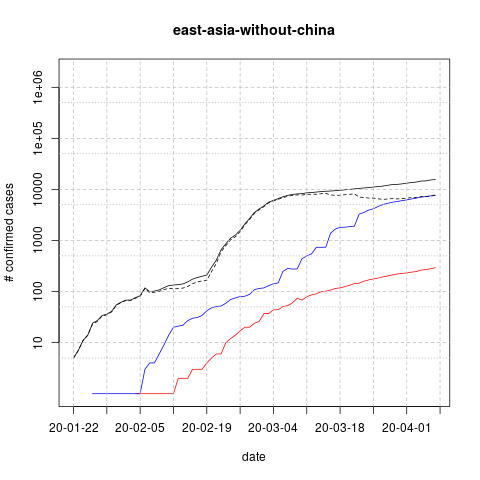 east-asia-without-china
# confirmed cases
1e+06
1e+05
10000
1000
100
10
20-01-22
20-02-05
20-02-19
20-03-04
20-03-18
20-04-01
date